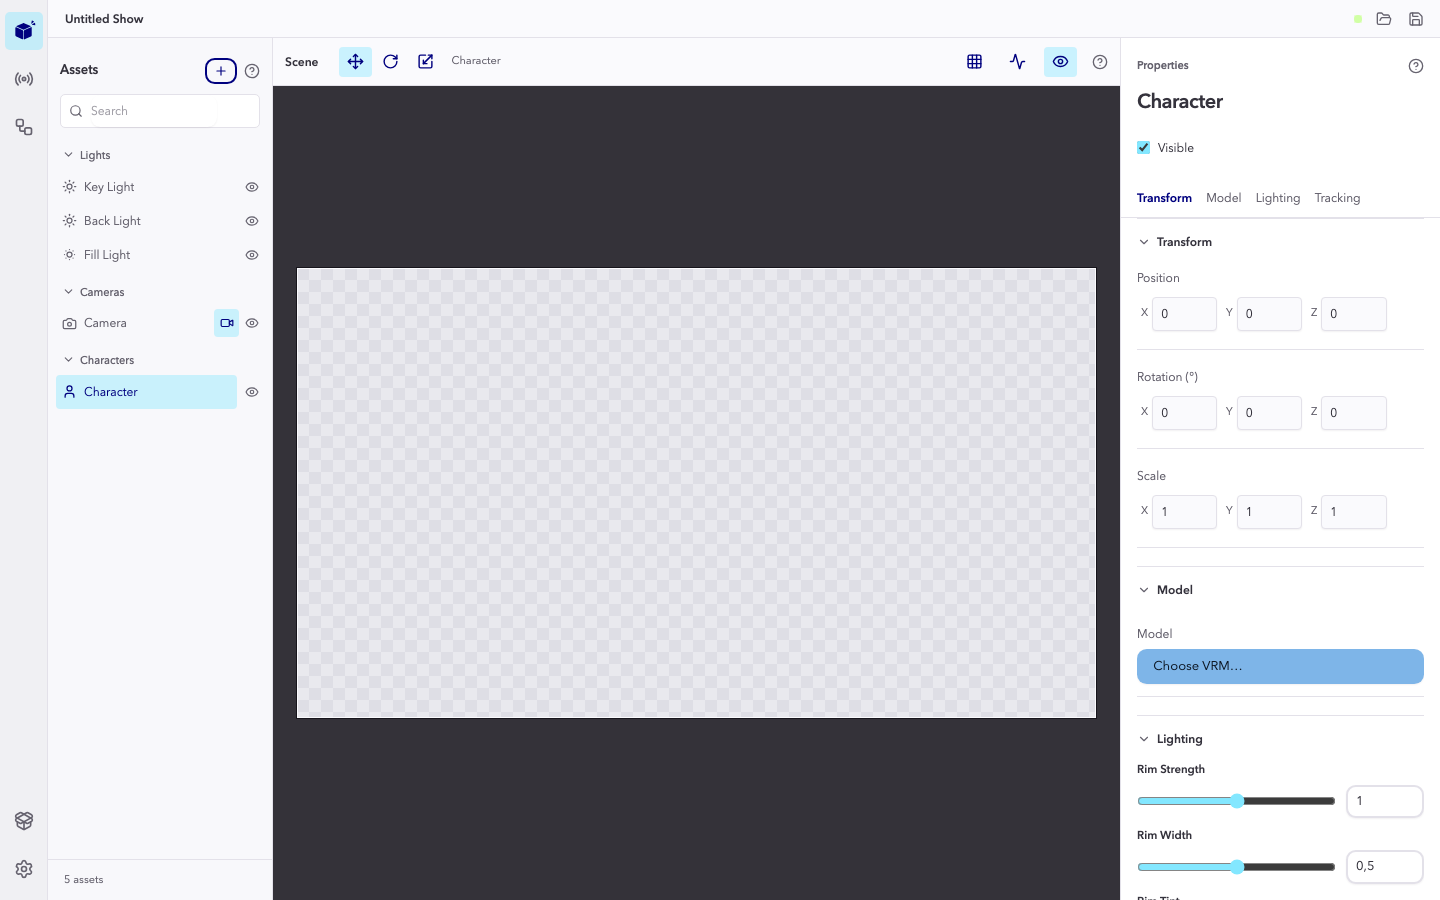 Untitled Show
Assets
Search
Lights
Key Light
Back Light
Fill Light
Cameras
Camera
Characters
Character
5 assets
Scene
Character
Properties
Character
Visible
Transform Model Lighting Tracking
Transform
Position
X 0 Y 0 Z 0
Rotation (°)
X 0 Y 0 Z 0
Scale
X 1 Y 1 Z 1
Model
Model
Choose VRM...
Lighting
Rim Strength
1
Rim Width
0,5
Rim Tint